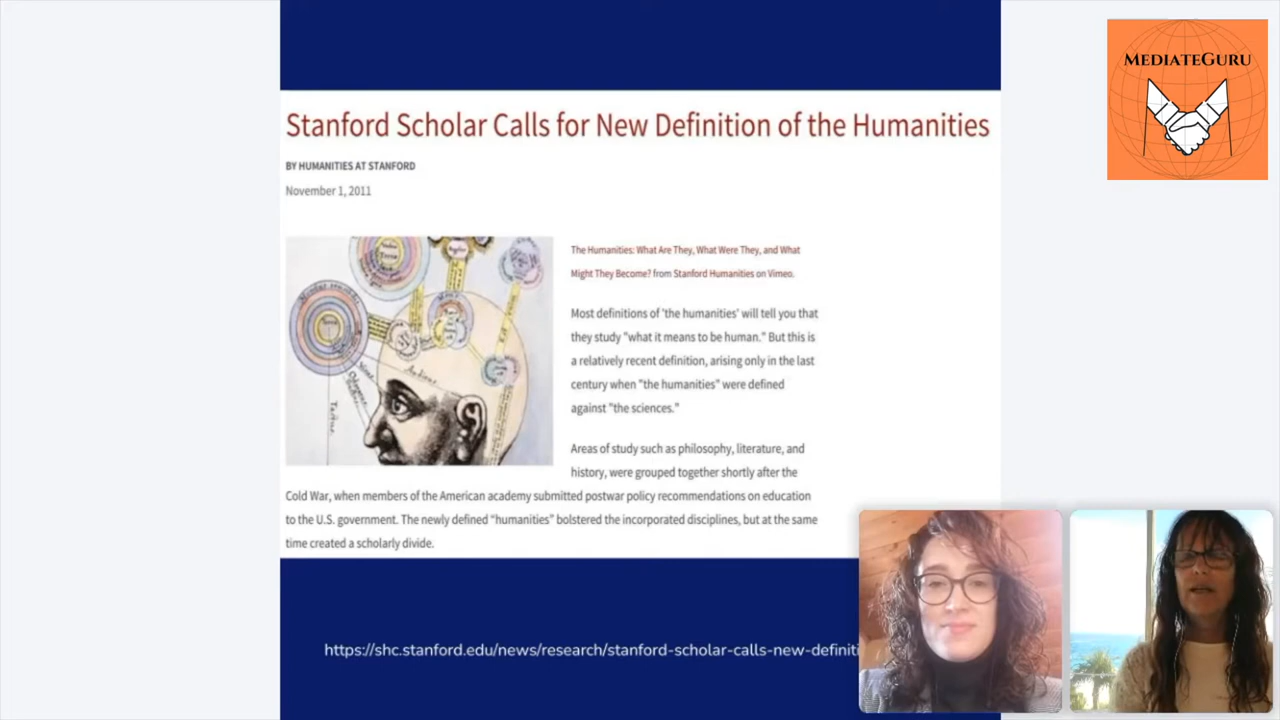 MEDIATEGURU
Stanford Scholar Calls for New Definition of the Humanities
BY HUMANITIES AT STANFORD
November 1, 2011
The Humanities: What Are They, What Were They, and What
Might They Become? from Stanford Humanities on Vimeo.
Most definitions of 'the humanities' will tell you that
they study "what it means to be human." But this is
a relatively recent definition, arising only in the last
century when "the humanities" were defined
against "the sciences."
Areas of study such as philosophy, literature, and
history, were grouped together shortly after the
Cold War, when members of the American academy submitted postwar policy recommendations on education
to the U.S. government. The newly defined “humanities” bolstered the incorporated disciplines, but at the same
time created a scholarly divide.
https://shc.stanford.edu/news/research/stanford-scholar-calls-new-definiti